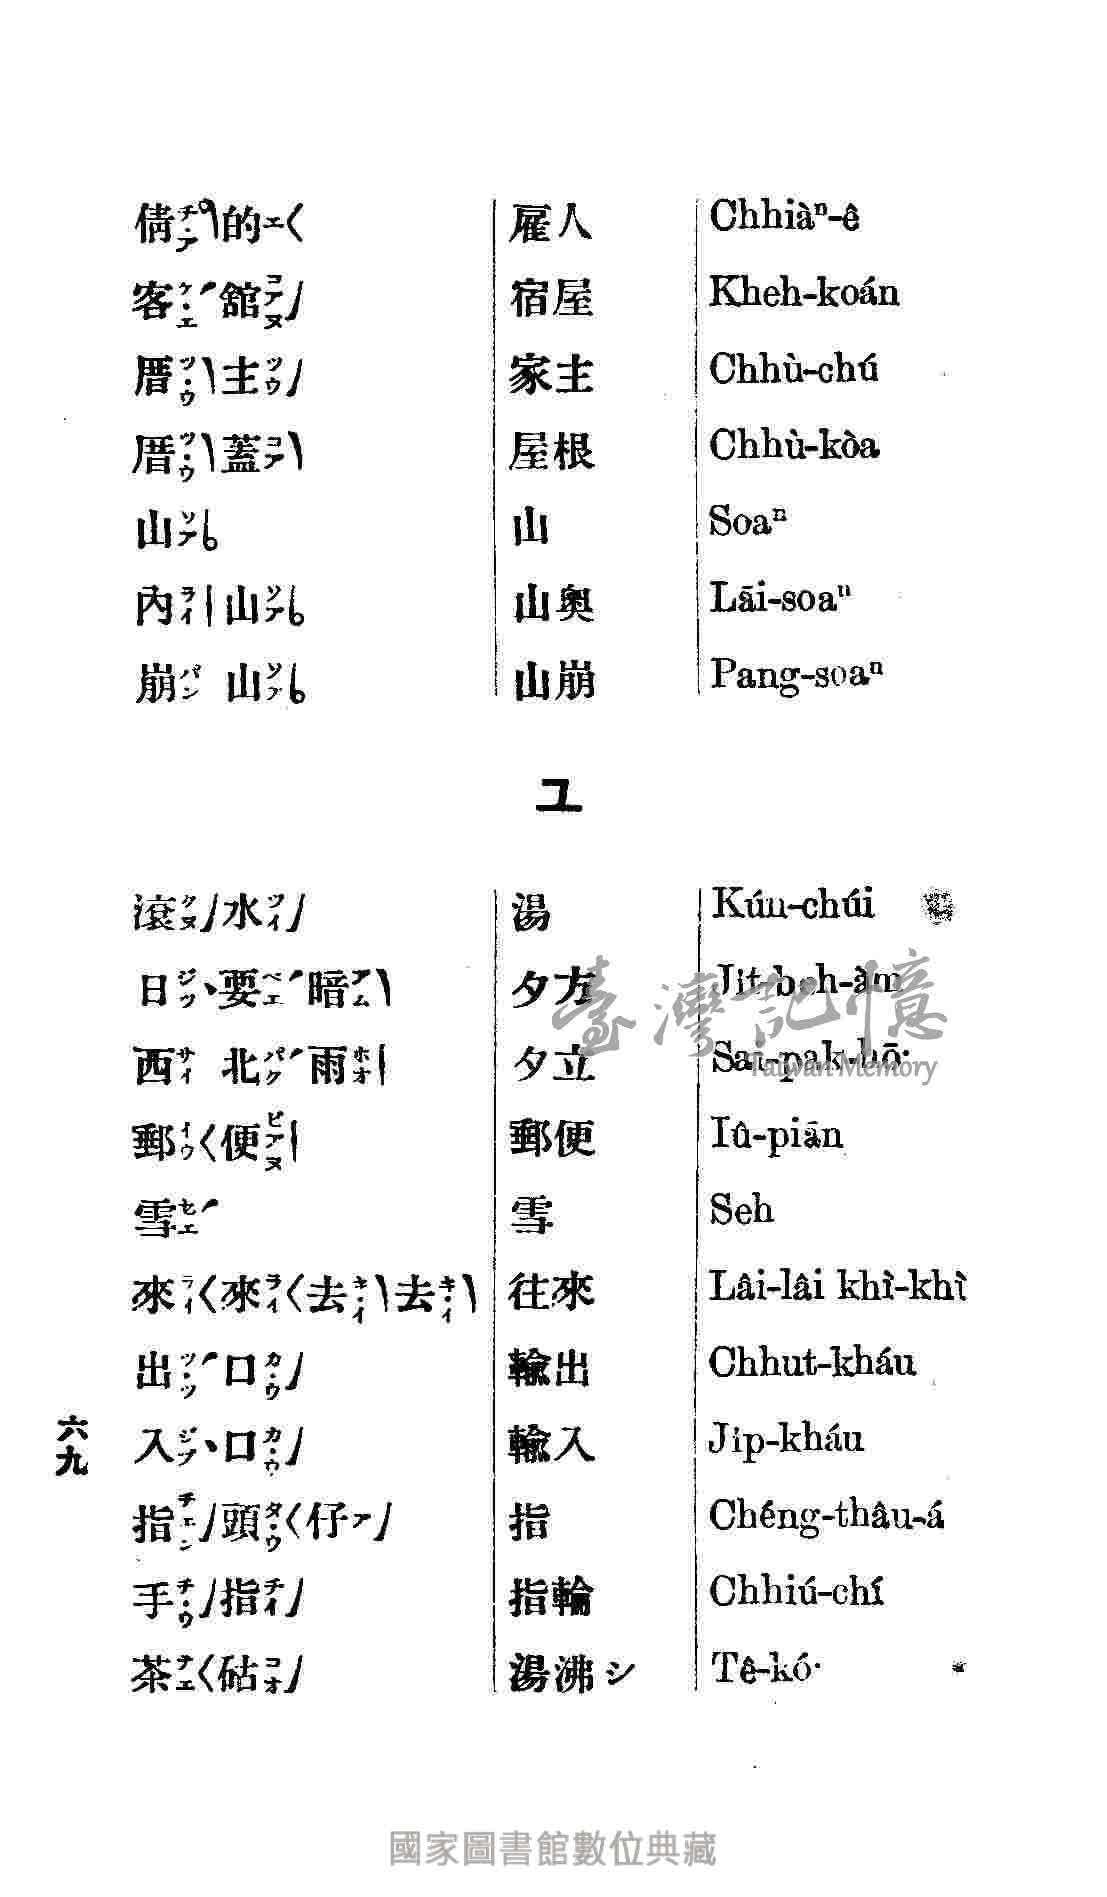 倩チ・ア的エ 雇人 Chhiàⁿ-ê
客ケ・エ舘コアヌ 宿屋 Kheh-koán
厝ツ・ウ主ツウ 家主 Chhù-chú
厝ツ・ウ蓋コア 屋根 Chhù-kòa
山ソア 山 Soaⁿ
內ライ山ソア 山奧 Lāi-soaⁿ
崩パン山ソア 山崩 Pang-soaⁿ
ユ
滾クヌ水ツイ 湯 Kún-chúi
日ジツ要ベエ暗アム 夕方 Jit-beh-àm
西サイ北パク雨ホオ 夕立 Sai-pak-hō͘
郵イウ便ピアヌ 郵便 Iû-piān
雪セエ 雪 Seh
來ライ來ライ去キ・イ去キ・イ 往來 Lâi-lâi khì-khì
出ツ・ツ口カ・ウ 輸出 Chhut-kháu
入ジプ口カ・ウ 輸入 Jip-kháu
指チェン頭タ・ウ仔ア 指 Chéng-thâu-á
手チ・ウ指チイ 指輪 Chhiú-chí
茶テエ砧コオ 湯沸シ Tê-kó͘
六九
臺灣記憶
Taiwan Memory
國家圖書館數位典藏